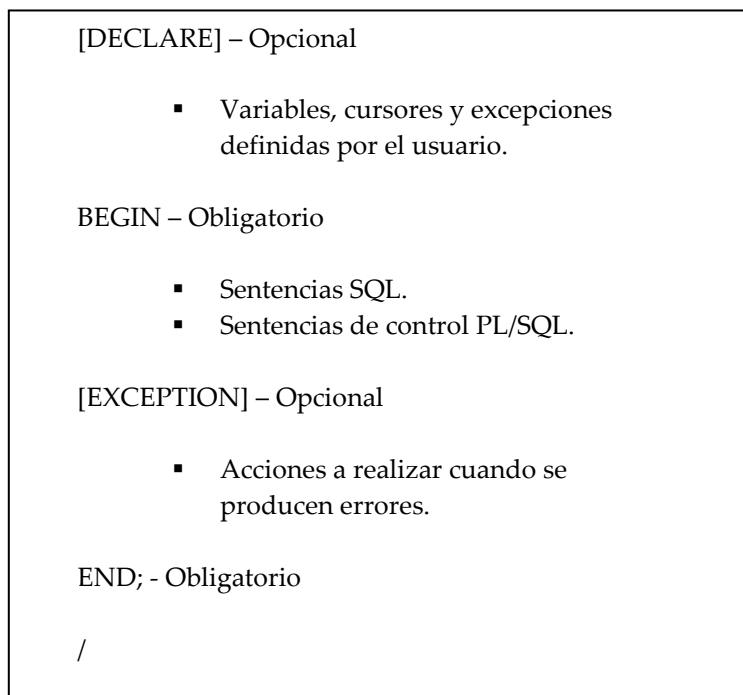 [DECLARE] – Opcional
▪ Variables, cursores y excepciones
definidas por el usuario.
BEGIN – Obligatorio
▪ Sentencias SQL.
▪ Sentencias de control PL/SQL.
[EXCEPTION] – Opcional
▪ Acciones a realizar cuando se
producen errores.
END; - Obligatorio
/